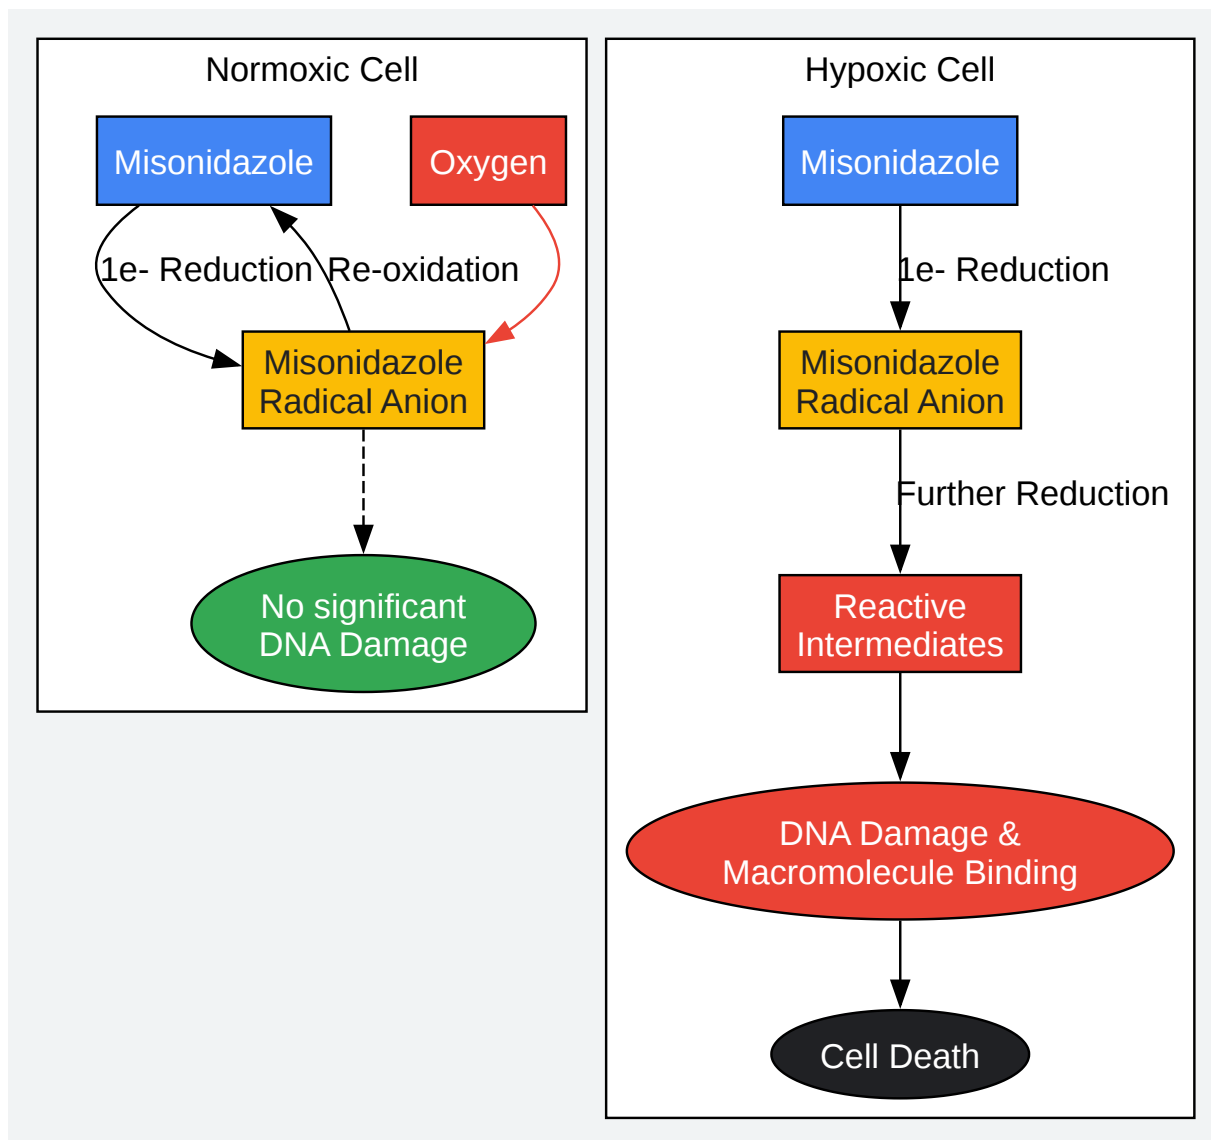 Normoxic Cell
Misonidazole
Oxygen
1e- Reduction
Re-oxidation
Misonidazole
Radical Anion
No significant
DNA Damage
Hypoxic Cell
Misonidazole
1e- Reduction
Misonidazole
Radical Anion
Further Reduction
Reactive
Intermediates
DNA Damage &
Macromolecule Binding
Cell Death